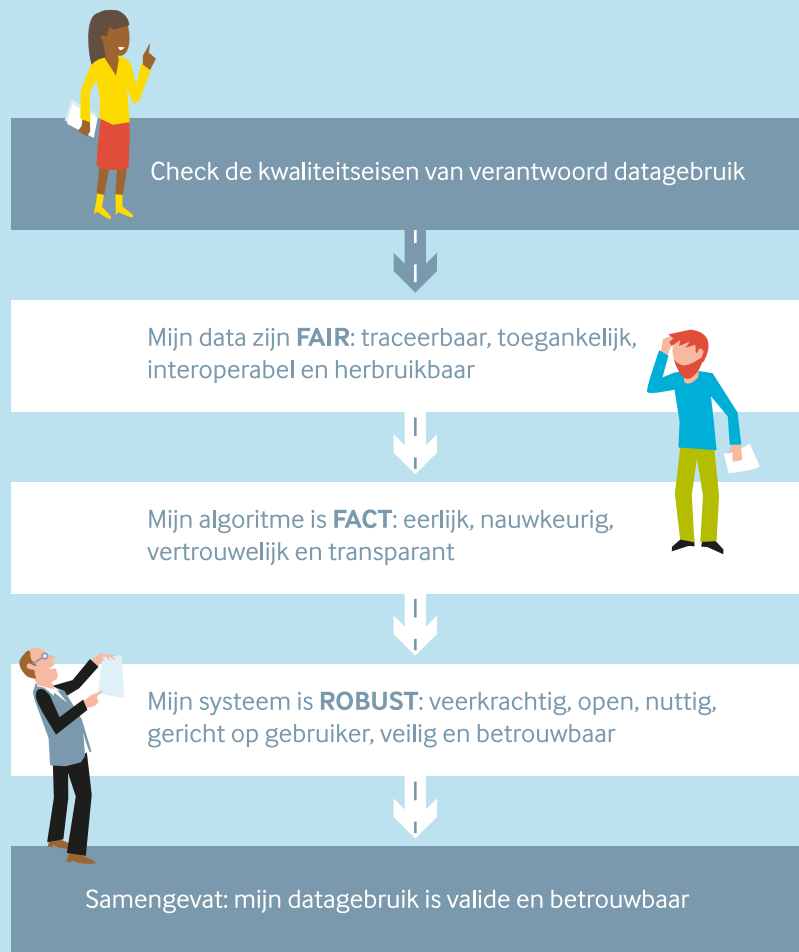 Check de kwaliteitseisen van verantwoord datagebruik
Mijn data zijn FAIR: traceerbaar, toegankelijk,
interoperabel en herbruikbaar
Mijn algoritme is FACT: eerlijk, nauwkeurig,
vertrouwelijk en transparant
Mijn systeem is ROBUST: veerkrachtig, open, nuttig,
gericht op gebruiker, veilig en betrouwbaar
Samengevat: mijn datagebruik is valide en betrouwbaar